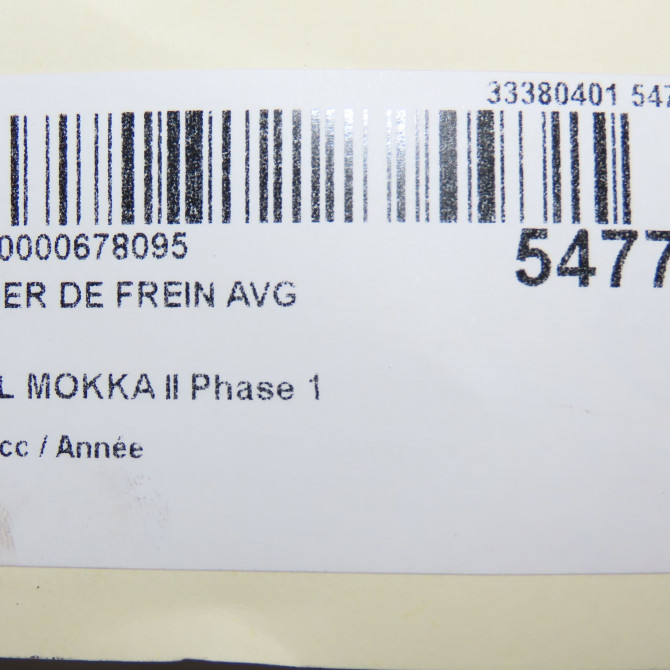 33380401 547
0000678095
5477
ER DE FREIN AVG
L MOKKA II Phase 1
cc / Année